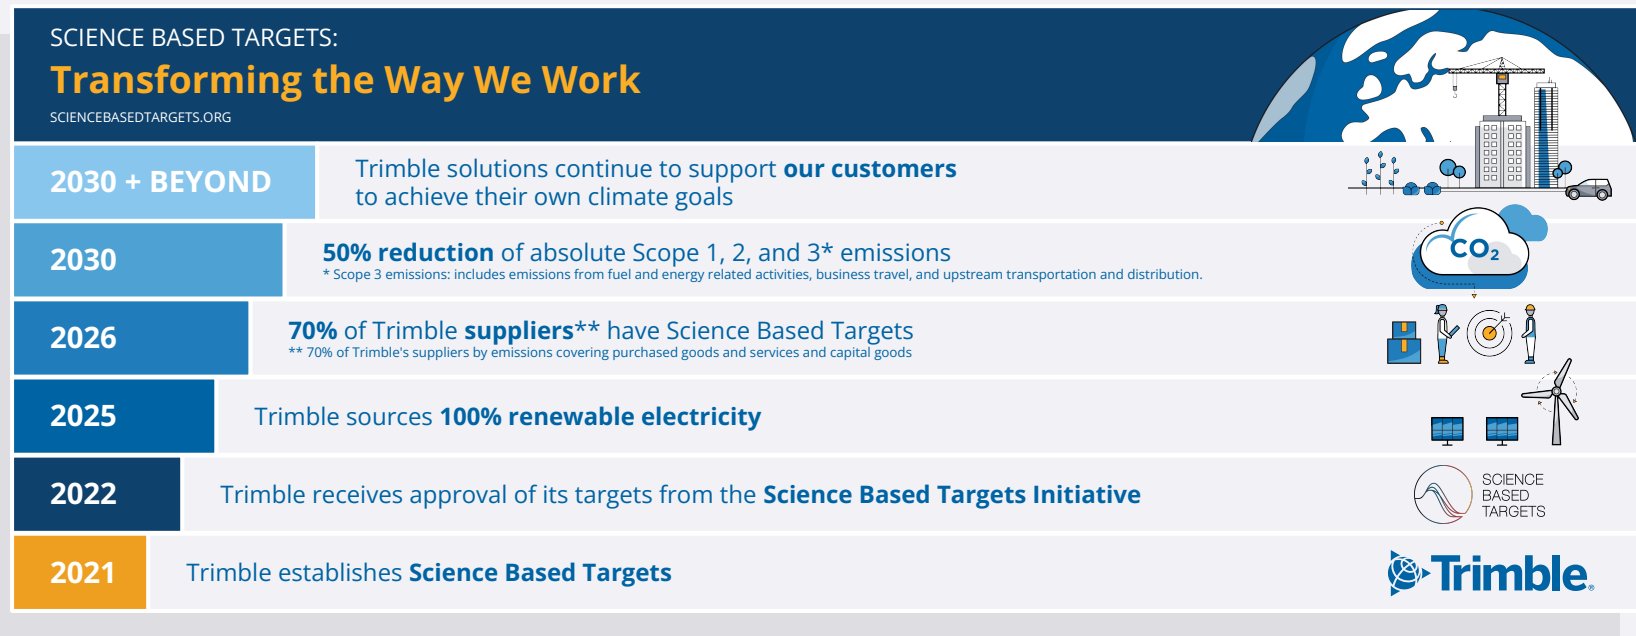 SCIENCE BASED TARGETS:
Transforming the Way We Work
SCIENCEBASEDTARGETS.ORG
2030 + BEYOND
Trimble solutions continue to support our customers
to achieve their own climate goals
2030
50% reduction of absolute Scope 1, 2, and 3* emissions
* Scope 3 emissions: includes emissions from fuel and energy related activities, business travel, and upstream transportation and distribution.
CO2
2026
70% of Trimble suppliers** have Science Based Targets
** 70% of Trimble's suppliers by emissions covering purchased goods and services and capital goods
2025
Trimble sources 100% renewable electricity
2022
Trimble receives approval of its targets from the Science Based Targets Initiative
SCIENCE
BASED
TARGETS
2021
Trimble establishes Science Based Targets
Trimble®